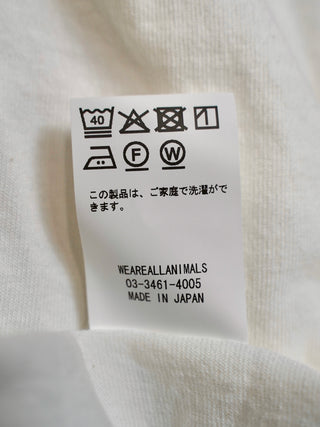 40
F W
この製品は、ご家庭で洗濯がで
きます。
WEAREALLANIMALS
03-3461-4005
MADE IN JAPAN